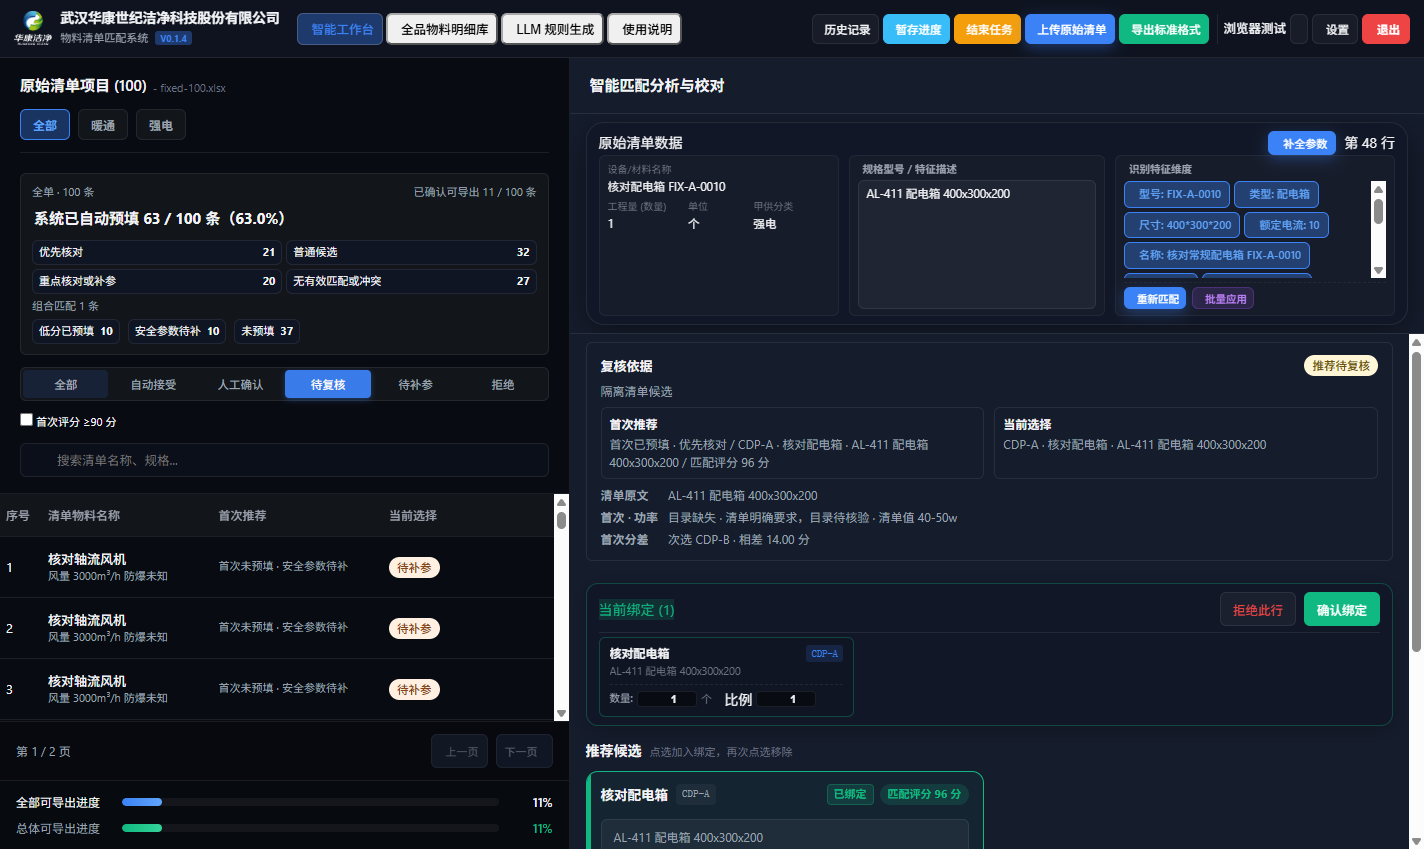 武汉华康世纪洁净科技股份有限公司
物料清单匹配系统 V0.1.4
华康洁净
智能工作台
全品物料明细库
LLM 规则生成
使用说明
历史记录
暂存进度
结束任务
上传原始清单
导出标准格式
浏览器测试
设置
退出
原始清单项目 (100) - fixed-100.xlsx
全部
暖通
强电
全单 · 100 条
已确认可导出 11 / 100 条
系统已自动预填 63 / 100 条（63.0%）
优先核对 21
普通候选 32
重点核对或补参 20
无有效匹配或冲突 27
组合匹配 1 条
低分已预填 10
安全参数待补 10
未预填 37
全部
自动接受
人工确认
待复核
待补参
拒绝
首次评分 ≥90 分
搜索清单名称、规格...
序号 清单物料名称 首次推荐 当前选择
1 核对轴流风机 首次未预填 · 安全参数待补 待补参
风量 3000m³/h 防爆未知
2 核对轴流风机 首次未预填 · 安全参数待补 待补参
风量 3000m³/h 防爆未知
3 核对轴流风机 首次未预填 · 安全参数待补 待补参
风量 3000m³/h 防爆未知
第 1 / 2 页
上一页
下一页
全部可导出进度 11%
总体可导出进度 11%
智能匹配分析与校对
原始清单数据
补全参数
第 48 行
设备/材料名称
核对配电箱 FIX-A-0010
工程量 (数量) 单位 甲供分类
1 个 强电
规格型号 / 特征描述
AL-411 配电箱 400x300x200
识别特征维度
型号: FIX-A-0010
类型: 配电箱
尺寸: 400*300*200
额定电流: 10
名称: 核对常规配电箱 FIX-A-0010
重新匹配
批量应用
复核依据
推荐待复核
隔离清单候选
首次推荐
首次已预填 · 优先核对 / CDP-A · 核对配电箱 · AL-411 配电箱
400x300x200 / 匹配评分 96 分
当前选择
CDP-A · 核对配电箱 · AL-411 配电箱 400x300x200
清单原文 AL-411 配电箱 400x300x200
首次 · 功率 目录缺失 · 清单明确要求，目录待核验 · 清单值 40-50w
首次分差 次选 CDP-B · 相差 14.00 分
当前绑定 (1)
拒绝此行
确认绑定
核对配电箱 CDP-A
AL-411 配电箱 400x300x200
数量: 1 个 比例 1
推荐候选 点选加入绑定，再次点选移除
核对配电箱 CDP-A
已绑定
匹配评分 96 分
AL-411 配电箱 400x300x200